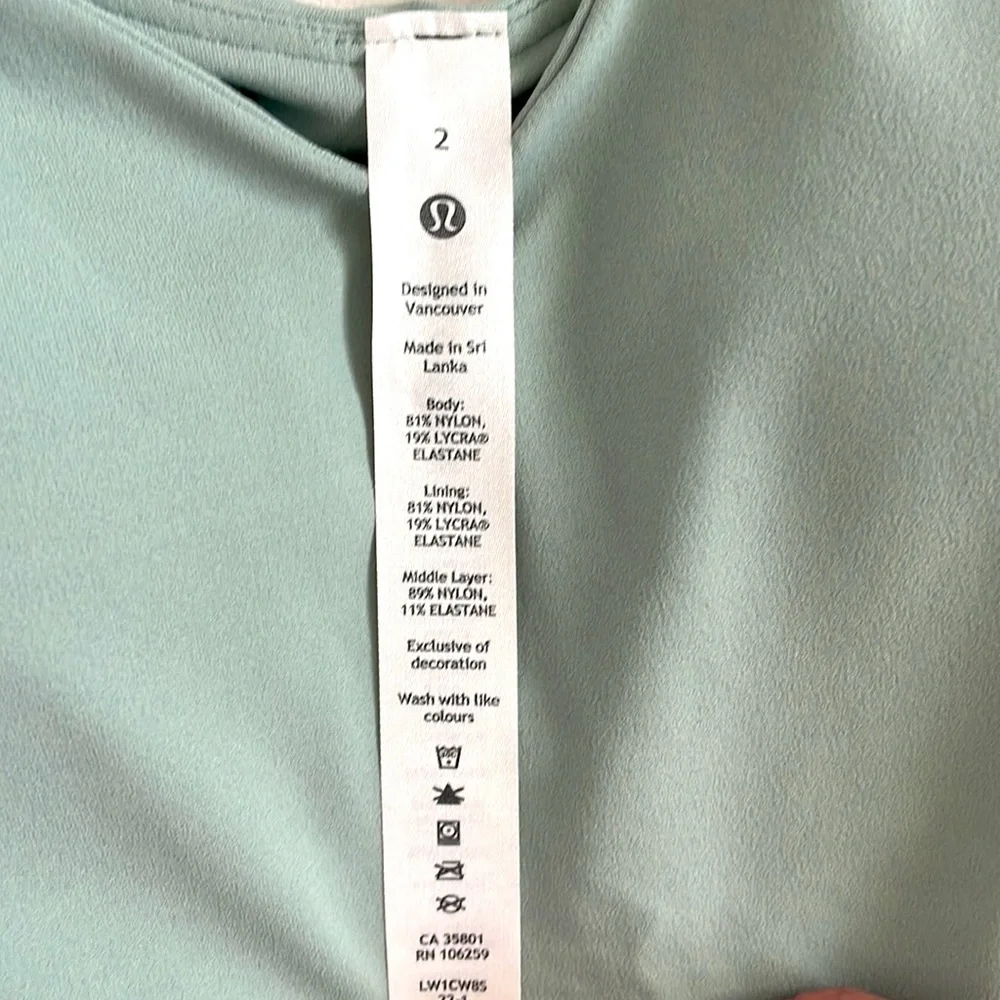 2
Designed in
Vancouver
Made in Sri
Lanka
Body:
81% NYLON,
19% LYCRA®
ELASTANE
Lining:
81% NYLON,
19% LYCRA®
ELASTANE
Middle Layer:
89% NYLON,
11% ELASTANE
Exclusive of
decoration
Wash with like
colours
CA 35801
RN 106259
LW1CW8S